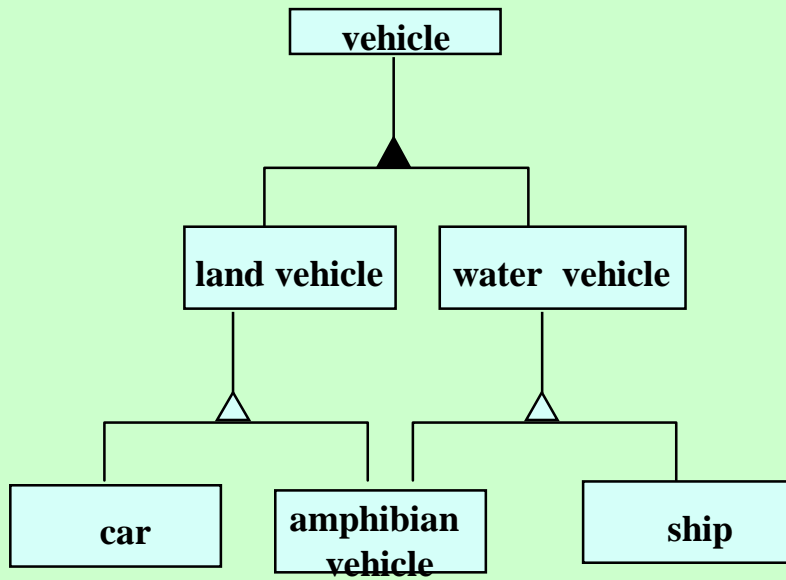 vehicle
land vehicle
water vehicle
car
amphibian
vehicle
ship